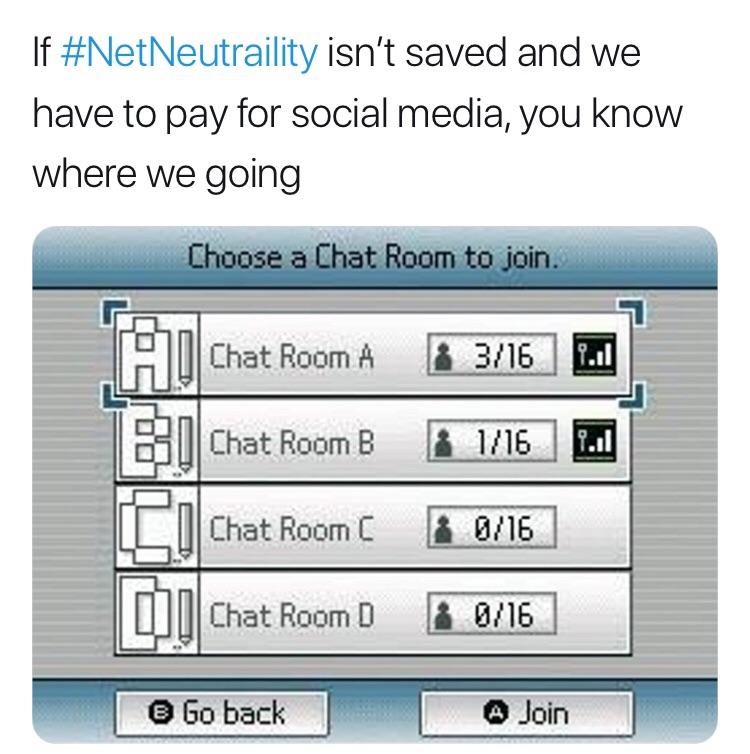 If #NetNeutraility isn’t saved and we
have to pay for social media, you know
where we going
Choose a Chat Room to join.
A Chat Room A 3/16
B Chat Room B 1/16
C Chat Room C 0/16
D Chat Room D 0/16
B Go back A Join